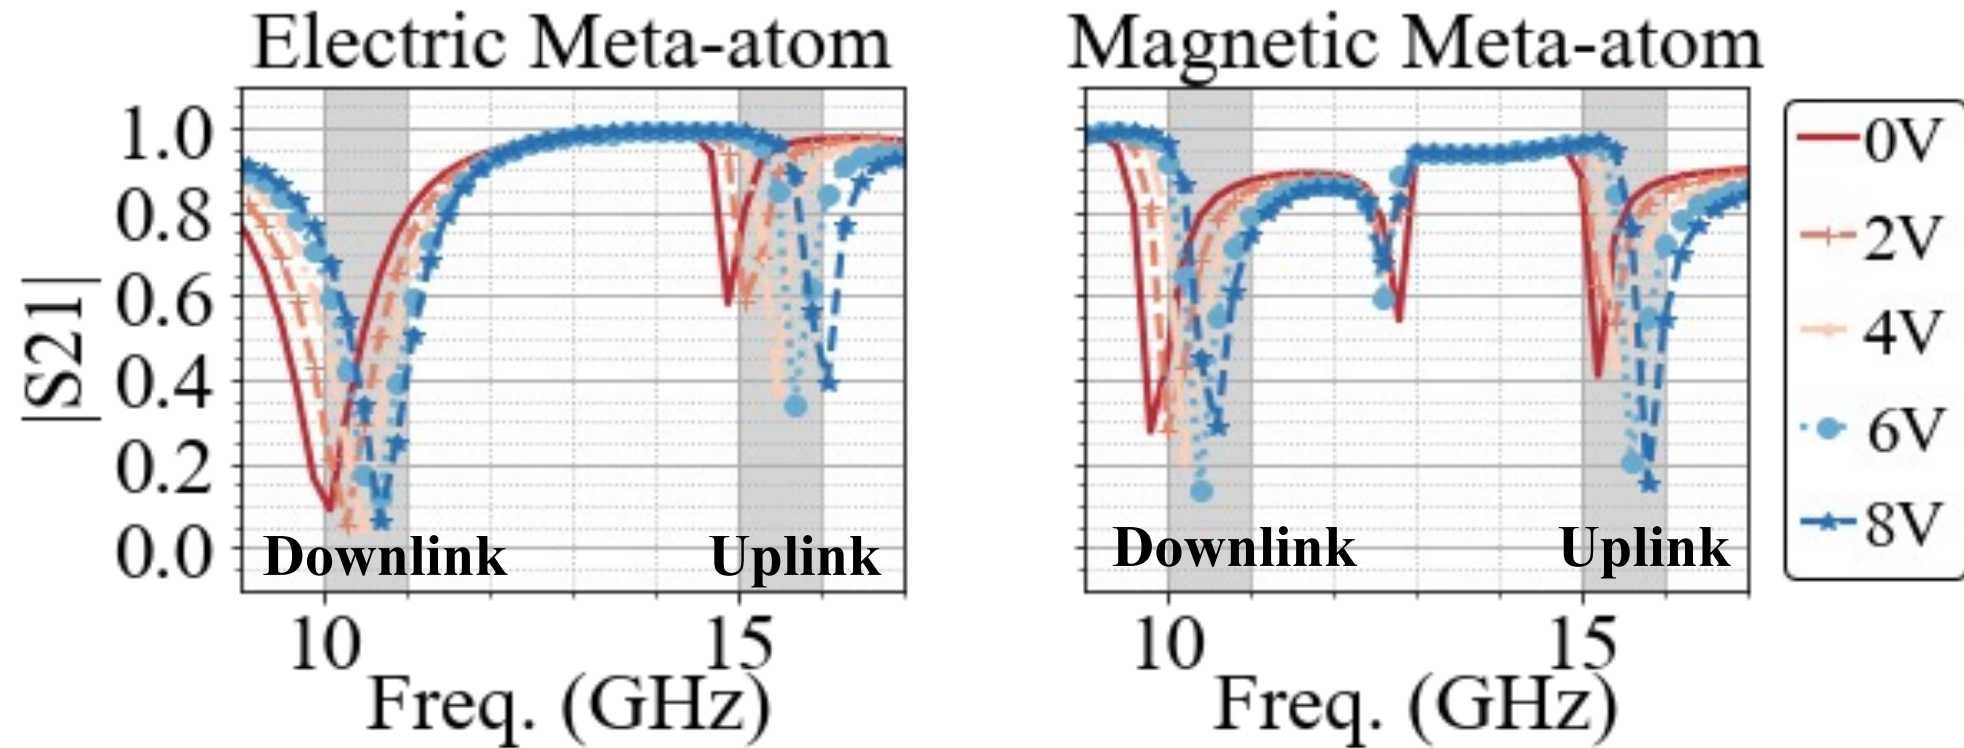 Electric Meta-atom
Magnetic Meta-atom
|S21|
1.0
0.8
0.6
0.4
0.2
0.0
Downlink
Uplink
Downlink
Uplink
10
15
10
15
Freq. (GHz)
Freq. (GHz)
0V
2V
4V
6V
8V